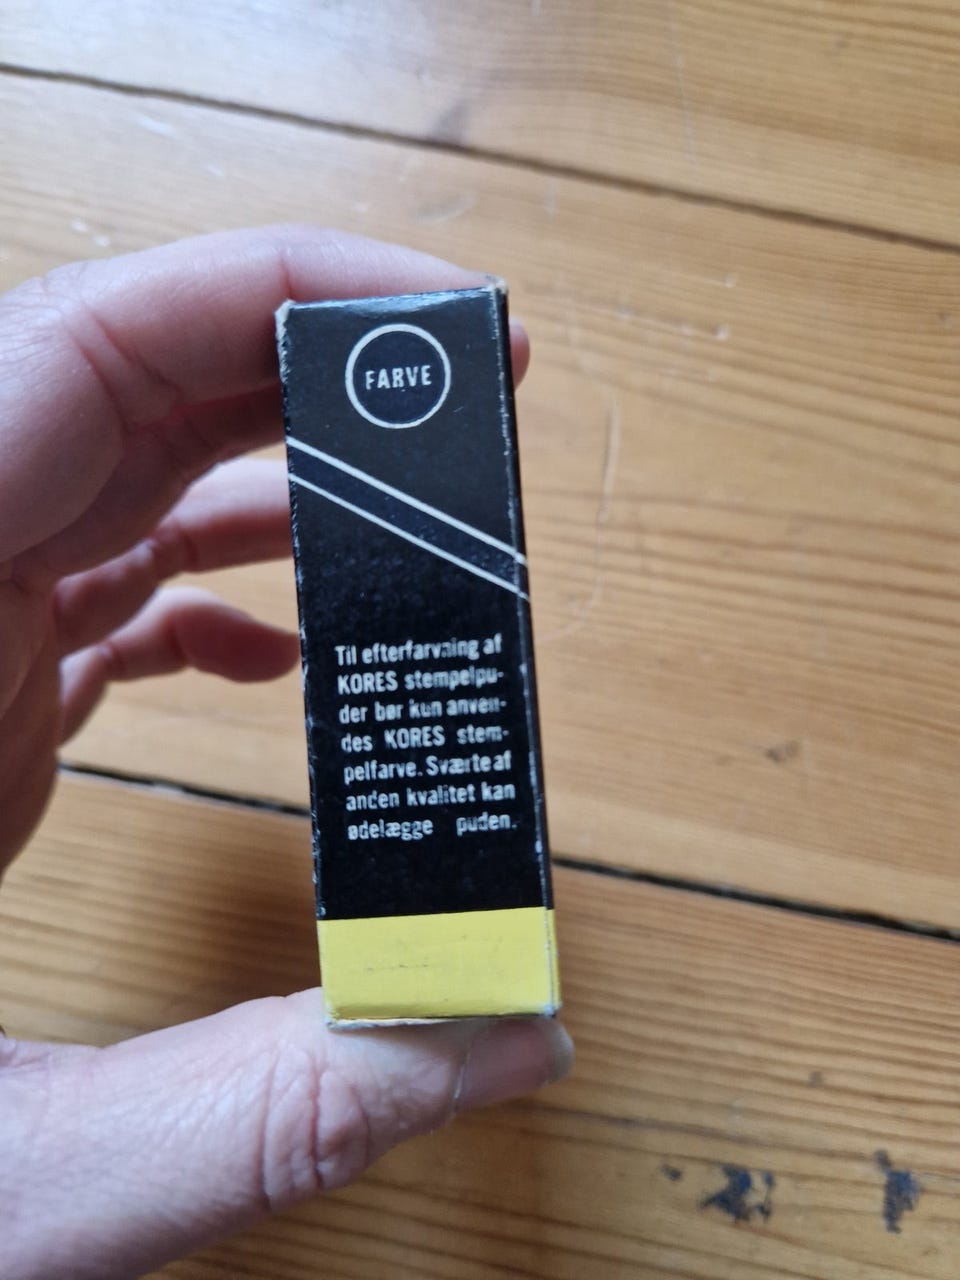 FARVE
Til efterfarvning af
KORES stempelpu-
der bør kun anven-
des KORES stem-
pelfarve. Sværte af
anden kvalitet kan
ødelægge puden.